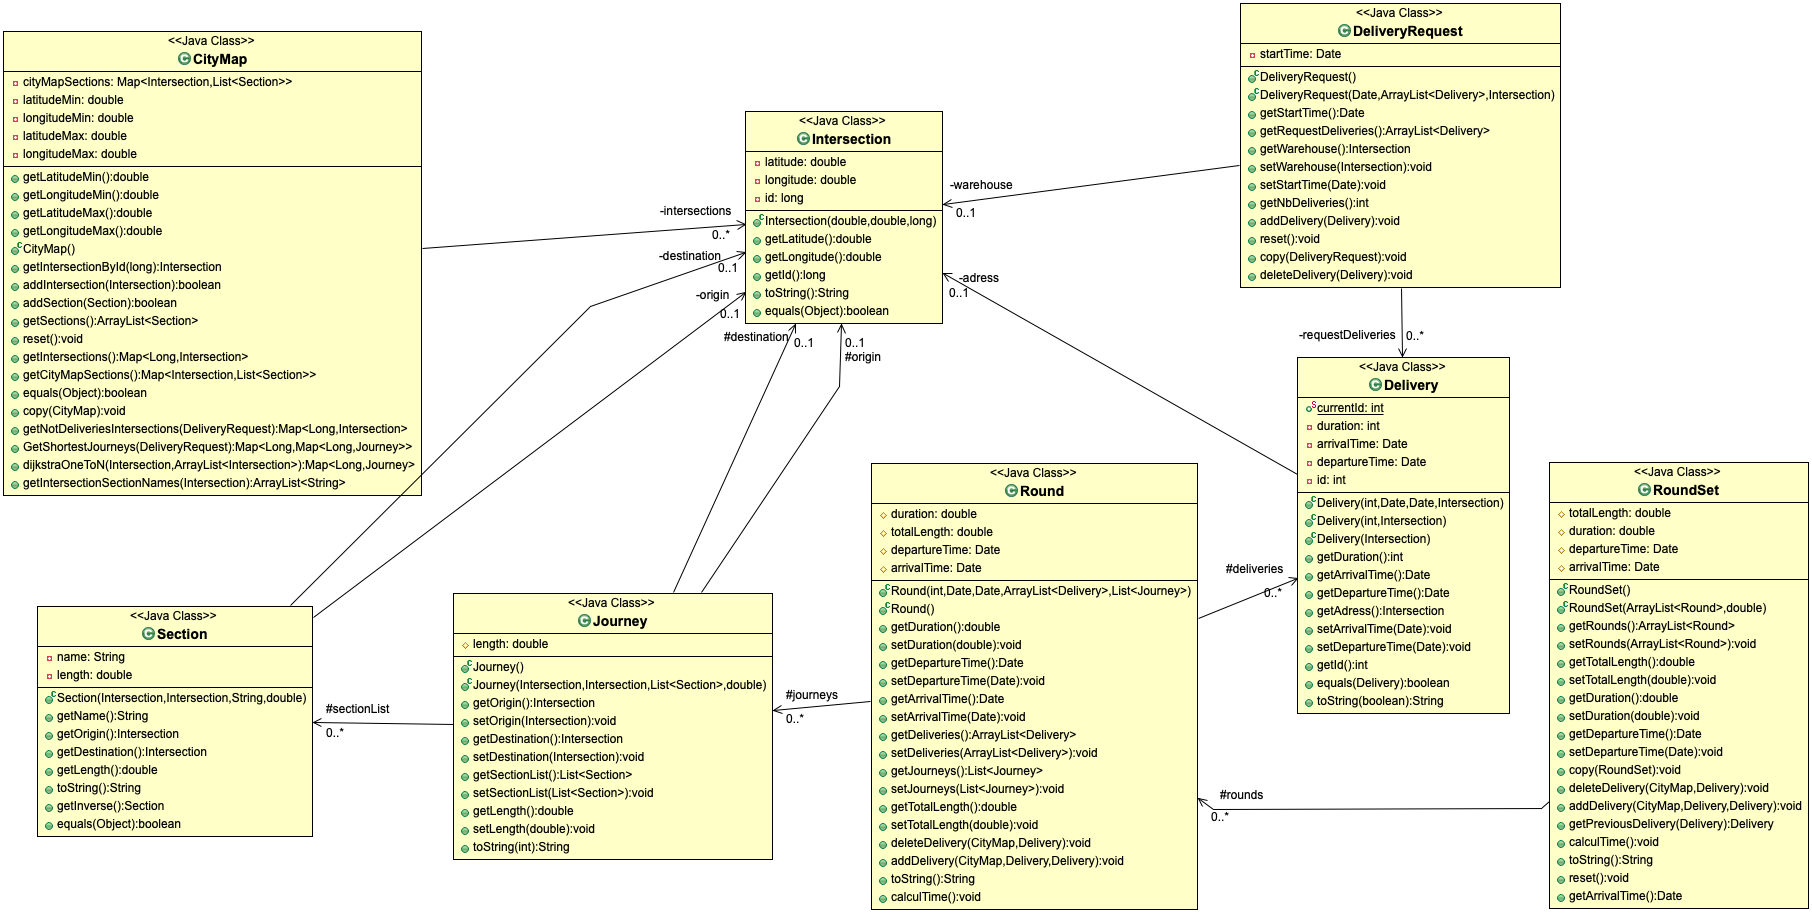 <<Java Class>>
CityMap
cityMapSections: Map<Intersection,List<Section>>
latitudeMin: double
longitudeMin: double
latitudeMax: double
longitudeMax: double
getLatitudeMin():double
getLongitudeMin():double
getLatitudeMax():double
getLongitudeMax():double
CityMap()
getIntersectionById(long):Intersection
addIntersection(Intersection):boolean
addSection(Section):boolean
getSections():ArrayList<Section>
reset():void
getIntersections():Map<Long,Intersection>
getCityMapSections():Map<Intersection,List<Section>>
equals(Object):boolean
copy(CityMap):void
getNotDeliveriesIntersections(DeliveryRequest):Map<Long,Intersection>
GetShortestJourneys(DeliveryRequest):Map<Long,Map<Long,Journey>>
dijkstraOneToN(Intersection,ArrayList<Intersection>):Map<Long,Journey>
getIntersectionSectionNames(Intersection):ArrayList<String>
-intersections
0..*
-destination
0..1
-origin
0..1
#destination
0..1
0..1
#origin
<<Java Class>>
Intersection
latitude: double
longitude: double
id: long
Intersection(double,double,long)
getLatitude():double
getLongitude():double
getId():long
toString():String
equals(Object):boolean
-warehouse
0..1
-adress
0..1
<<Java Class>>
DeliveryRequest
startTime: Date
DeliveryRequest()
DeliveryRequest(Date,ArrayList<Delivery>,Intersection)
getStartTime():Date
getRequestDeliveries():ArrayList<Delivery>
getWarehouse():Intersection
setWarehouse(Intersection):void
setStartTime(Date):void
getNbDeliveries():int
addDelivery(Delivery):void
reset():void
copy(DeliveryRequest):void
deleteDelivery(Delivery):void
-requestDeliveries
0..*
<<Java Class>>
Delivery
currentId: int
duration: int
arrivalTime: Date
departureTime: Date
id: int
Delivery(int,Date,Date,Intersection)
Delivery(int,Intersection)
Delivery(Intersection)
getDuration():int
getArrivalTime():Date
getDepartureTime():Date
getAdress():Intersection
setArrivalTime(Date):void
setDepartureTime(Date):void
getId():int
equals(Delivery):boolean
toString(boolean):String
<<Java Class>>
Section
name: String
length: double
Section(Intersection,Intersection,String,double)
getName():String
getOrigin():Intersection
getDestination():Intersection
getLength():double
toString():String
getInverse():Section
equals(Object):boolean
#sectionList
0..*
<<Java Class>>
Journey
length: double
Journey()
Journey(Intersection,Intersection,List<Section>,double)
getOrigin():Intersection
setOrigin(Intersection):void
getDestination():Intersection
setDestination(Intersection):void
getSectionList():List<Section>
setSectionList(List<Section>):void
getLength():double
setLength(double):void
toString(int):String
#journeys
0..*
<<Java Class>>
Round
duration: double
totalLength: double
departureTime: Date
arrivalTime: Date
Round(int,Date,Date,ArrayList<Delivery>,List<Journey>)
Round()
getDuration():double
setDuration(double):void
getDepartureTime():Date
setDepartureTime(Date):void
getArrivalTime():Date
setArrivalTime(Date):void
getDeliveries():ArrayList<Delivery>
setDeliveries(ArrayList<Delivery>):void
getJourneys():List<Journey>
setJourneys(List<Journey>):void
getTotalLength():double
setTotalLength(double):void
deleteDelivery(CityMap,Delivery):void
addDelivery(CityMap,Delivery,Delivery):void
toString():String
calculTime():void
#deliveries
0..*
#rounds
0..*
<<Java Class>>
RoundSet
totalLength: double
duration: double
departureTime: Date
arrivalTime: Date
RoundSet()
RoundSet(ArrayList<Round>,double)
getRounds():ArrayList<Round>
setRounds(ArrayList<Round>):void
getTotalLength():double
setTotalLength(double):void
getDuration():double
setDuration(double):void
getDepartureTime():Date
setDepartureTime(Date):void
copy(RoundSet):void
deleteDelivery(CityMap,Delivery):void
addDelivery(CityMap,Delivery,Delivery):void
getPreviousDelivery(Delivery):Delivery
calculTime():void
toString():String
reset():void
getArrivalTime():Date